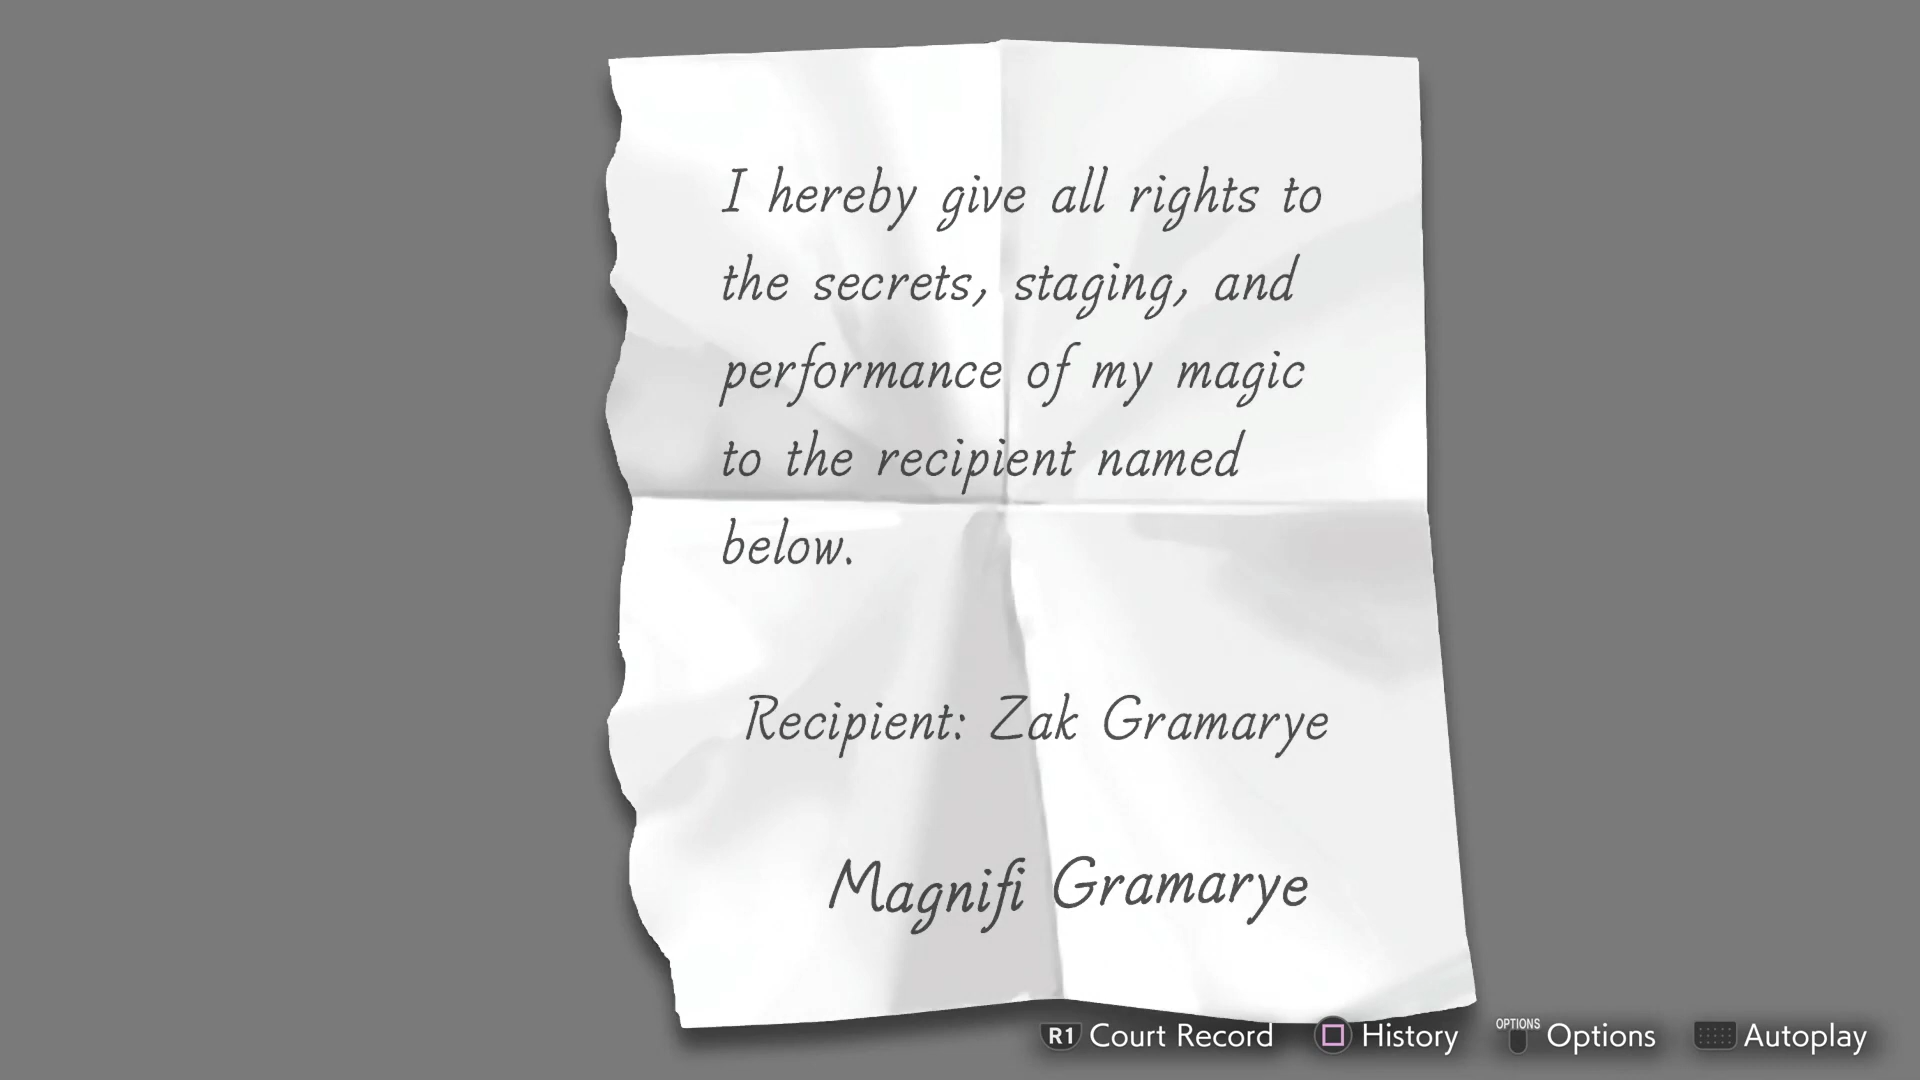 I hereby give all rights to
the secrets, staging, and
performance of my magic
to the recipient named
below.
Recipient: Zak Gramarye
Magnifi Gramarye
R1 Court Record History OPTIONS Options Autoplay